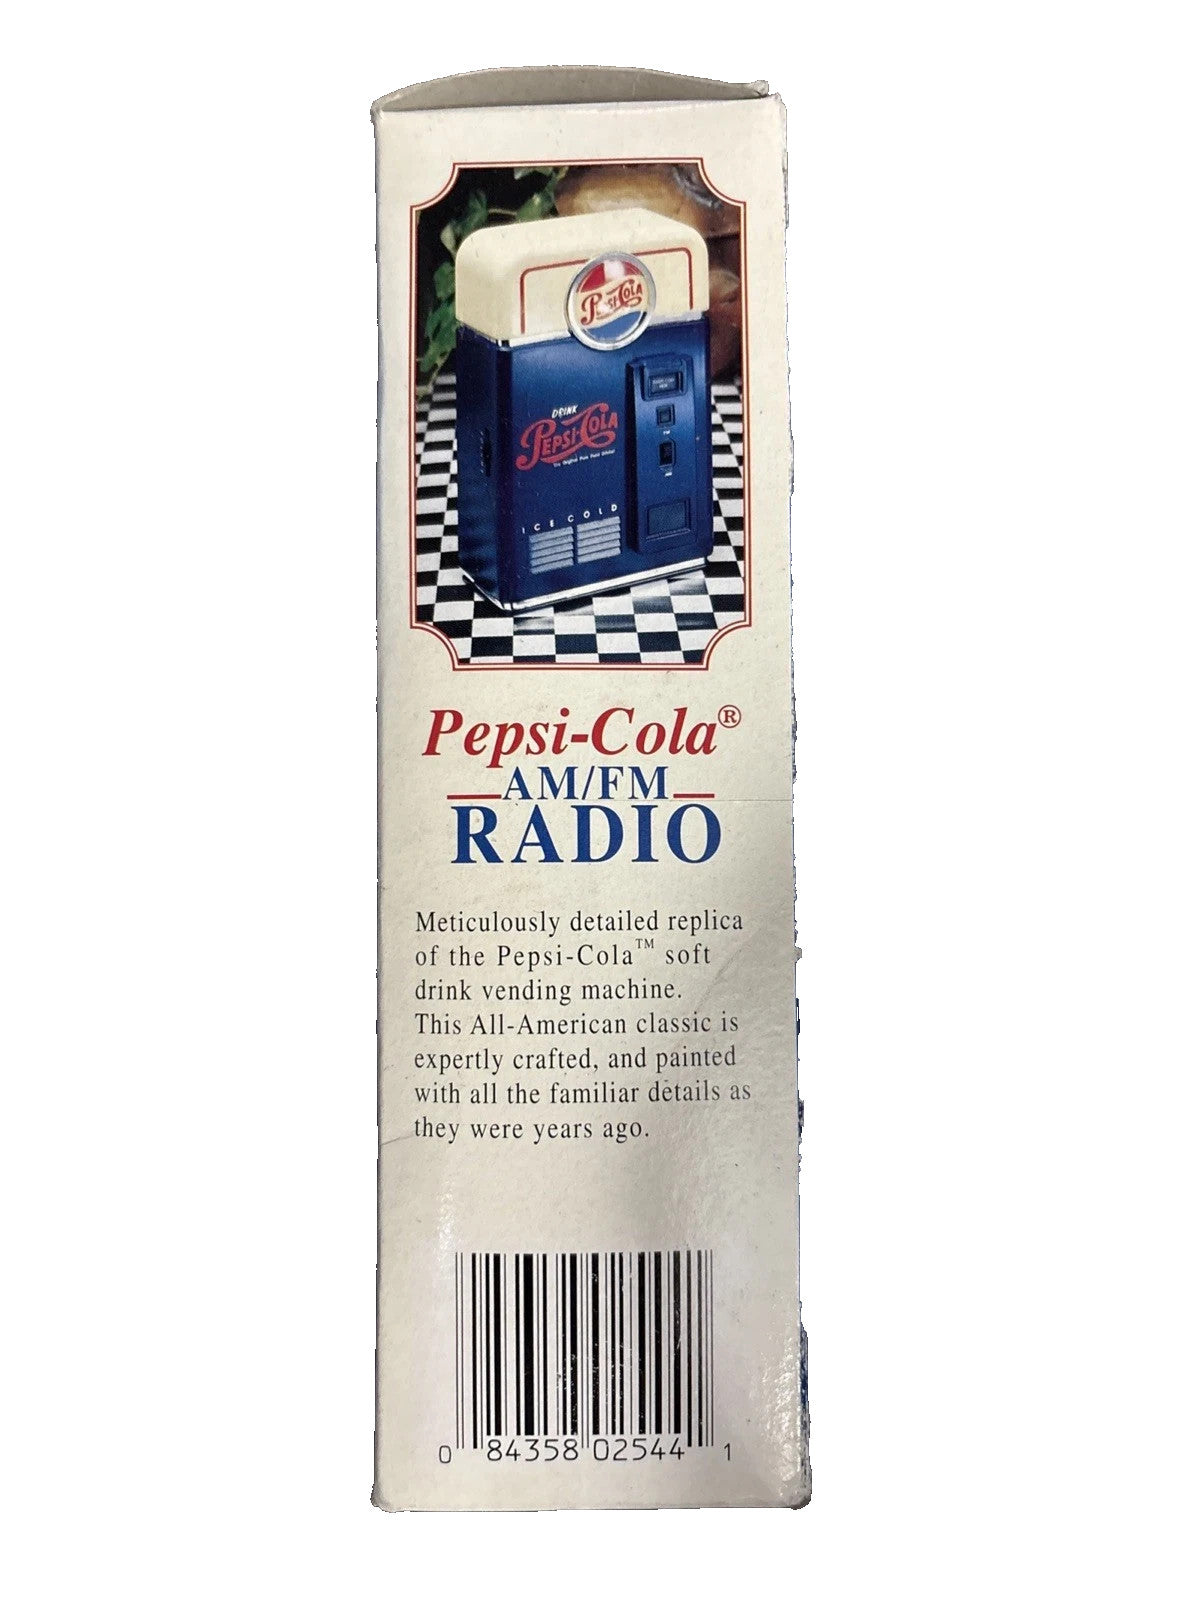 PEPSI-COLA
DRINK
PEPSI-COLA
ICE COLD
Pepsi-Cola®
AM/FM
RADIO
Meticulously detailed replica
of the Pepsi-Cola™ soft
drink vending machine.
This All-American classic is
expertly crafted, and painted
with all the familiar details as
they were years ago.
0 84358 02544 1